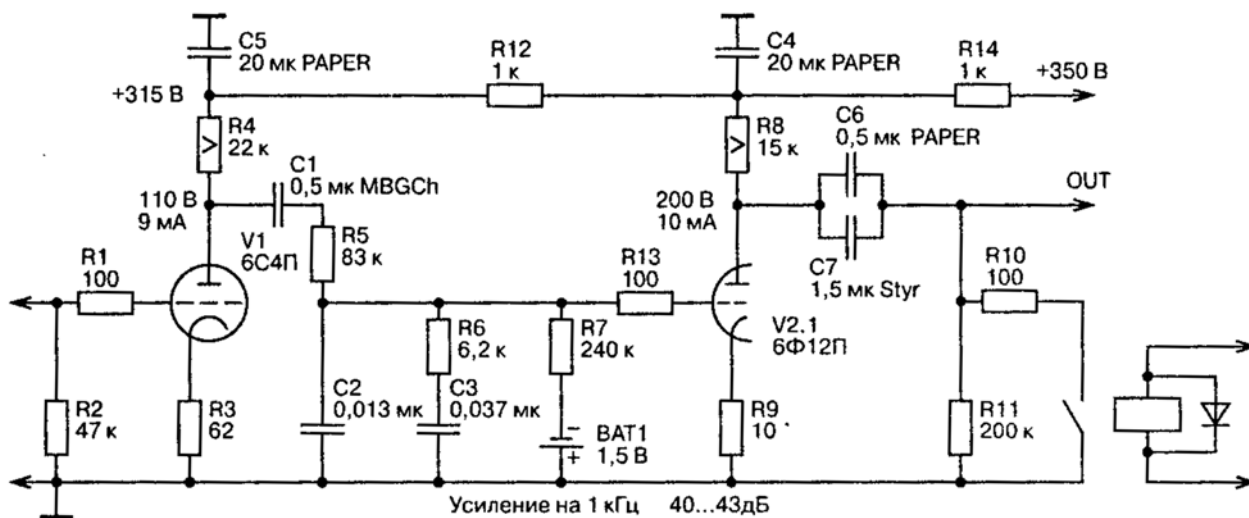 C5
20 мк PAPER
R12
1 к
C4
20 мк PAPER
R14
1 к
+350 В
+315 В
R4
22 к
R8
15 к
C6
0,5 мк PAPER
C1
0,5 мк MBGCh
OUT
110 В
9 мА
200 В
10 мА
V1
6С4П
R5
83 к
R1
100
R13
100
C7
1,5 мк Styr
R10
100
V2.1
6Ф12П
R6
6,2 к
R7
240 к
R2
47 к
R3
62
C2
0,013 мк
C3
0,037 мк
BAT1
1,5 В
-
+
R9
10
R11
200 к
Усиление на 1 кГц 40...43дБ